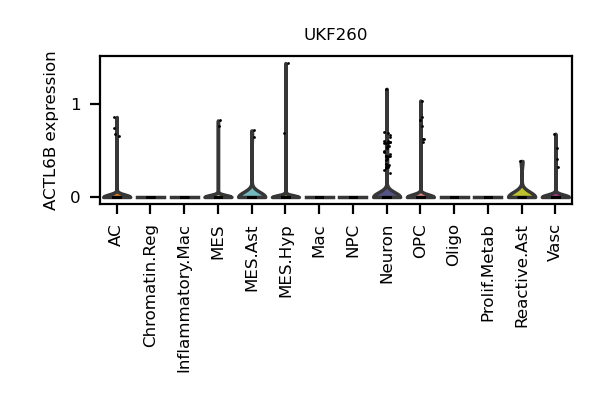 UKF260
ACTL6B expression
1
0
AC
Chromatin.Reg
Inflammatory.Mac
MES
MES.Ast
MES.Hyp
Mac
NPC
Neuron
OPC
Oligo
Prolif.Metab
Reactive.Ast
Vasc